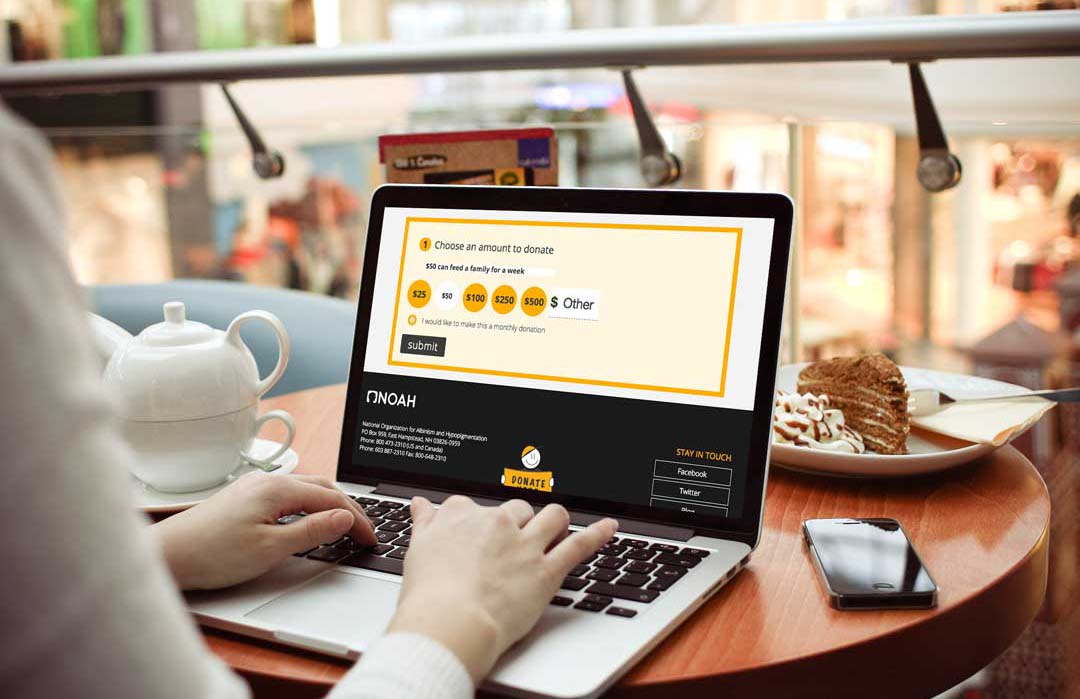 1 Choose an amount to donate
$50 can feed a family for a week
$25 $50 $100 $250 $500 $ Other
I would like to make this a monthly donation
submit
NOAH
National Organization for Albinism and Hypopigmentation
PO Box 959, East Hampstead, NH 03826-0959
Phone: 800 473-2310 (US and Canada)
Phone: 603 887-2310 Fax: 800-648-2310
DONATE
STAY IN TOUCH
Facebook
Twitter
Blog